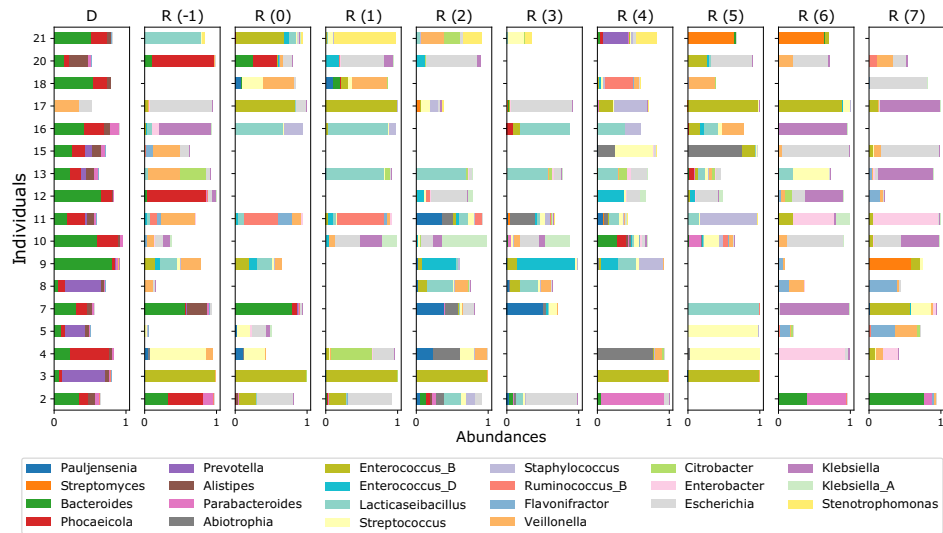 D R (-1) R (0) R (1) R (2) R (3) R (4) R (5) R (6) R (7)
Individuals
21
20
18
17
16
15
13
12
11
10
9
8
7
5
4
3
2
0 1 0 1 0 1 0 1 0 1 0 1 0 1 0 1 0 1 0 1
Abundances
Pauljensenia Prevotella Enterococcus_B Staphylococcus Citrobacter Klebsiella
Streptomyces Alistipes Enterococcus_D Ruminococcus_B Enterobacter Klebsiella_A
Bacteroides Parabacteroides Lacticaseibacillus Flavonifractor Escherichia Stenotrophomonas
Phocaeicola Abiotrophia Streptococcus Veillonella